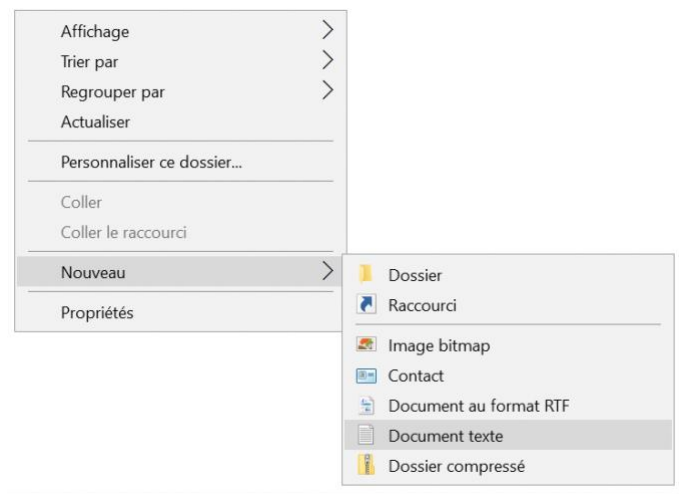 Affichage
Trier par
Regrouper par
Actualiser
Personnaliser ce dossier...
Coller
Coller le raccourci
Nouveau
Propriétés
Dossier
Raccourci
Image bitmap
Contact
Document au format RTF
Document texte
Dossier compressé